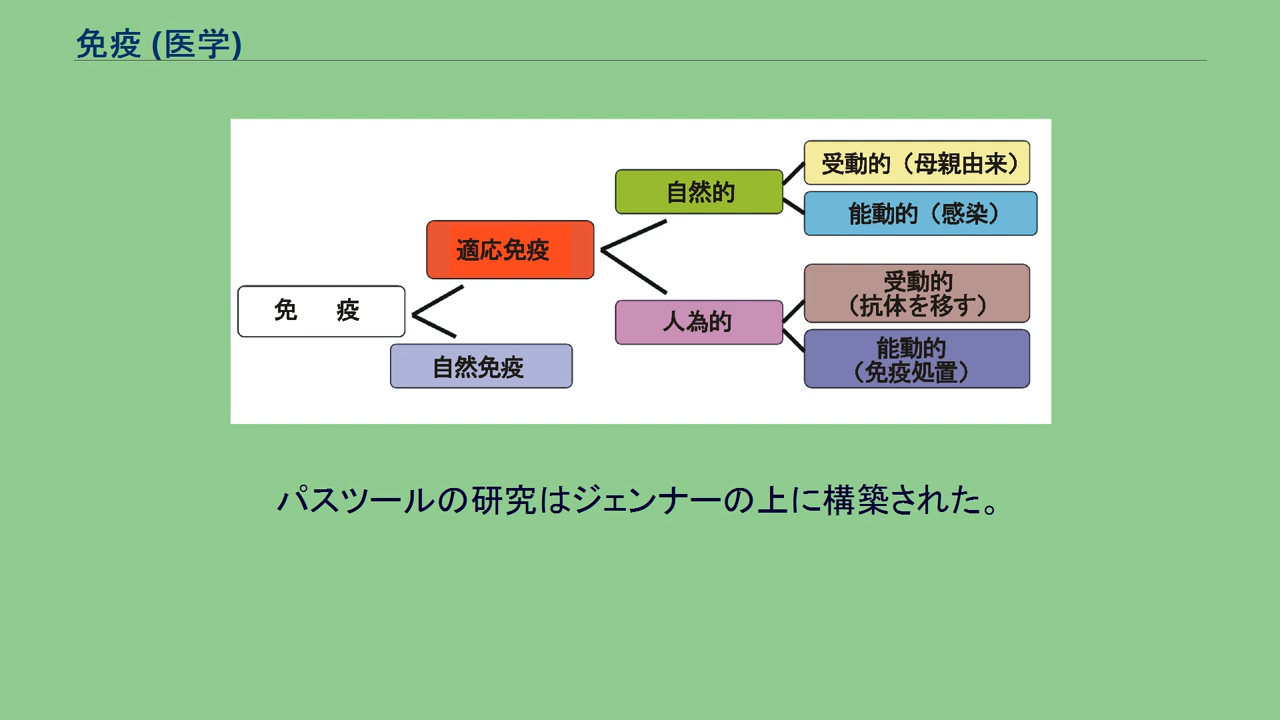 免疫 (医学)
受動的（母親由来）
自然的
能動的（感染）
適応免疫
受動的
（抗体を移す）
免　疫
人為的
能動的
（免疫処置）
自然免疫
パスツールの研究はジェンナーの上に構築された。